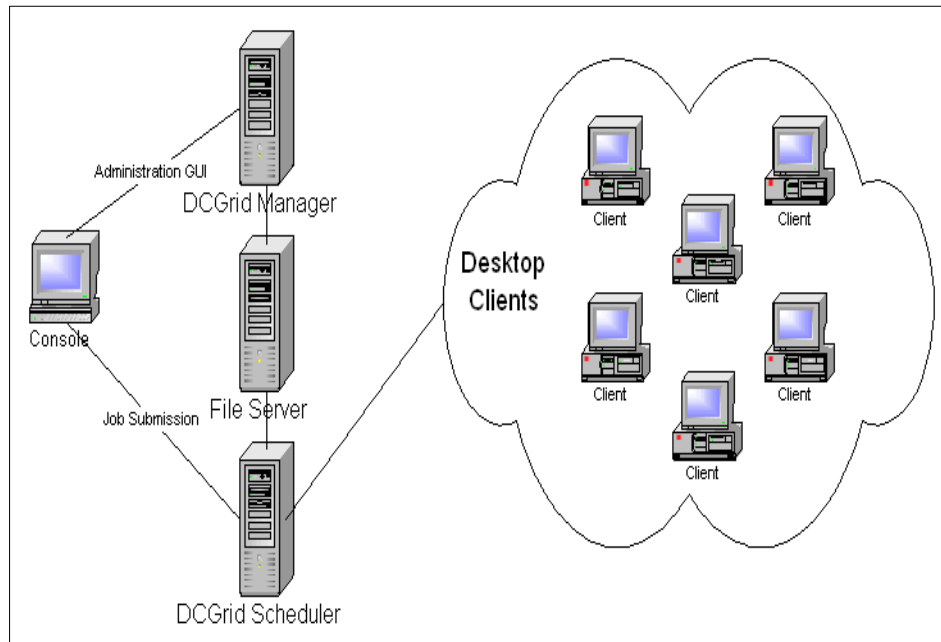 Administration GUI
DCGrid Manager
Console
File Server
Job Submission
DCGrid Scheduler
Desktop
Clients
Client
Client
Client
Client
Client
Client